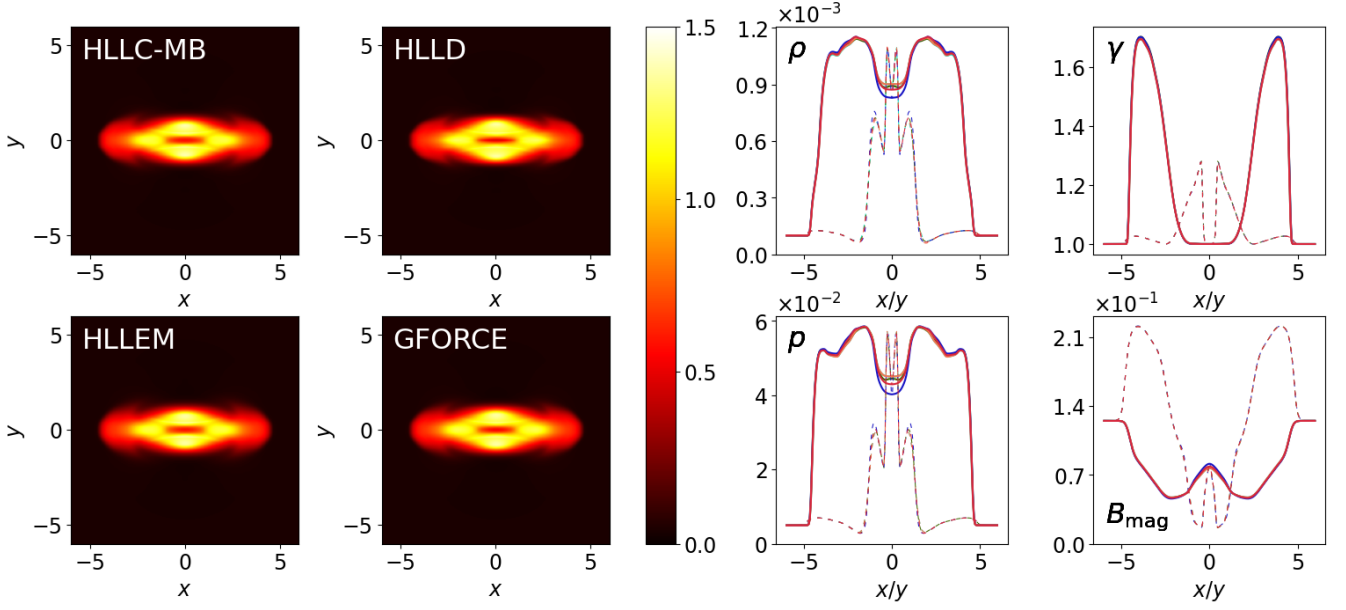 HLLC-MB
5
0
−5
y
−5 0 5
x
HLLD
5
0
−5
y
−5 0 5
x
HLLEM
5
0
−5
y
−5 0 5
x
GFORCE
5
0
−5
y
−5 0 5
x
1.5
1.0
0.5
0.0
×10⁻³
ρ
1.2
0.9
0.6
0.3
0.0
−5 0 5
x/y
γ
1.6
1.4
1.2
1.0
−5 0 5
x/y
×10⁻²
p
6
4
2
0
−5 0 5
x/y
×10⁻¹
2.1
1.4
0.7
0.0
B_mag
−5 0 5
x/y